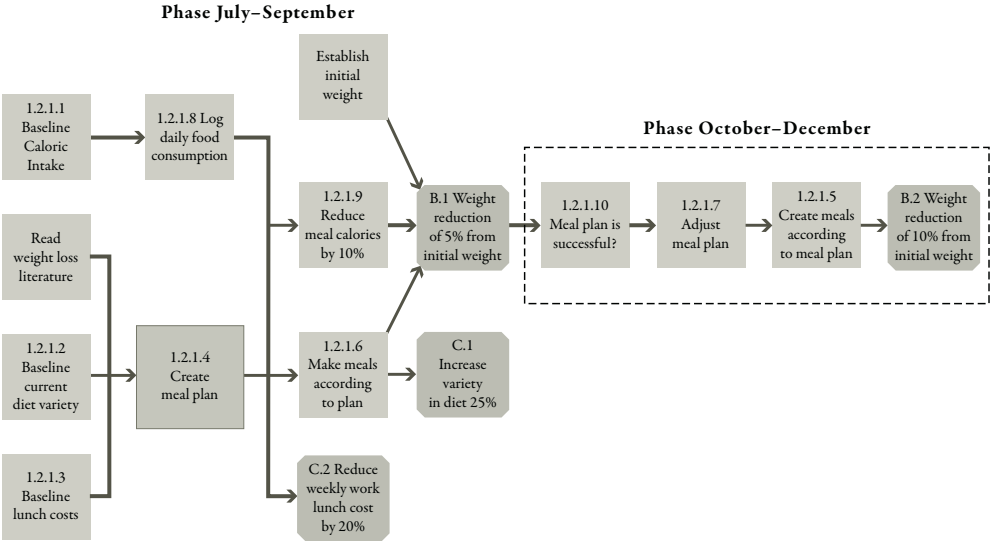 Phase July–September
Establish
initial
weight
1.2.1.1
Baseline
Caloric
Intake
1.2.1.8 Log
daily food
consumption
Phase October–December
1.2.1.9
Reduce
meal calories
by 10%
B.1 Weight
reduction
of 5% from
initial weight
1.2.1.10
Meal plan is
successful?
1.2.1.7
Adjust
meal plan
1.2.1.5
Create meals
according
to meal plan
B.2 Weight
reduction
of 10% from
initial weight
Read
weight loss
literature
1.2.1.2
Baseline
current
diet variety
1.2.1.4
Create
meal plan
1.2.1.6
Make meals
according
to plan
C.1
Increase
variety
in diet 25%
1.2.1.3
Baseline
lunch costs
C.2 Reduce
weekly work
lunch cost
by 20%